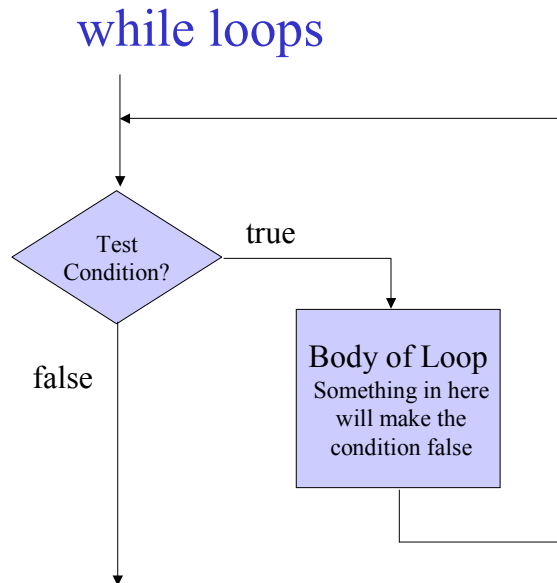 while loops
Test
Condition?
true
false
Body of Loop
Something in here
will make the
condition false